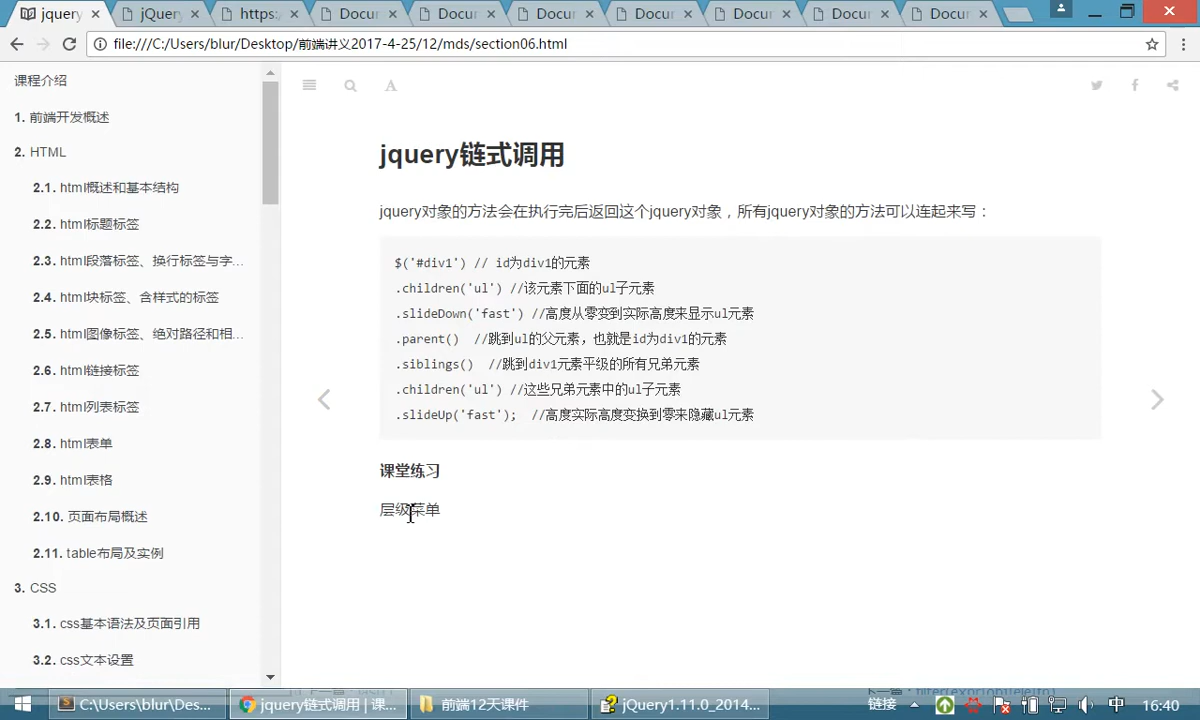 jquery
jQuery
https:
Docum
Docum
Docum
Docum
Docum
Docum
Docum
file:///C:/Users/blur/Desktop/前端讲义2017-4-25/12/mds/section06.html
课程介绍
1. 前端开发概述
2. HTML
2.1. html概述和基本结构
2.2. html标题标签
2.3. html段落标签、换行标签与字...
2.4. html块标签、含样式的标签
2.5. html图像标签、绝对路径和相...
2.6. html链接标签
2.7. html列表标签
2.8. html表单
2.9. html表格
2.10. 页面布局概述
2.11. table布局及实例
3. CSS
3.1. css基本语法及页面引用
3.2. css文本设置
A
jquery链式调用
jquery对象的方法会在执行完后返回这个jquery对象，所有jquery对象的方法可以连起来写：
$('#div1') // id为div1的元素
.children('ul') //该元素下面的ul子元素
.slideDown('fast') //高度从零变到实际高度来显示ul元素
.parent()  //跳到ul的父元素，也就是id为div1的元素
.siblings()  //跳到div1元素平级的所有兄弟元素
.children('ul') //这些兄弟元素中的ul子元素
.slideUp('fast');  //高度实际高度变换到零来隐藏ul元素
课堂练习
层级菜单
C:\Users\blur\Des...
jquery链式调用 | 课...
前端12天课件
jQuery1.11.0_2014...
链接
中
16:40